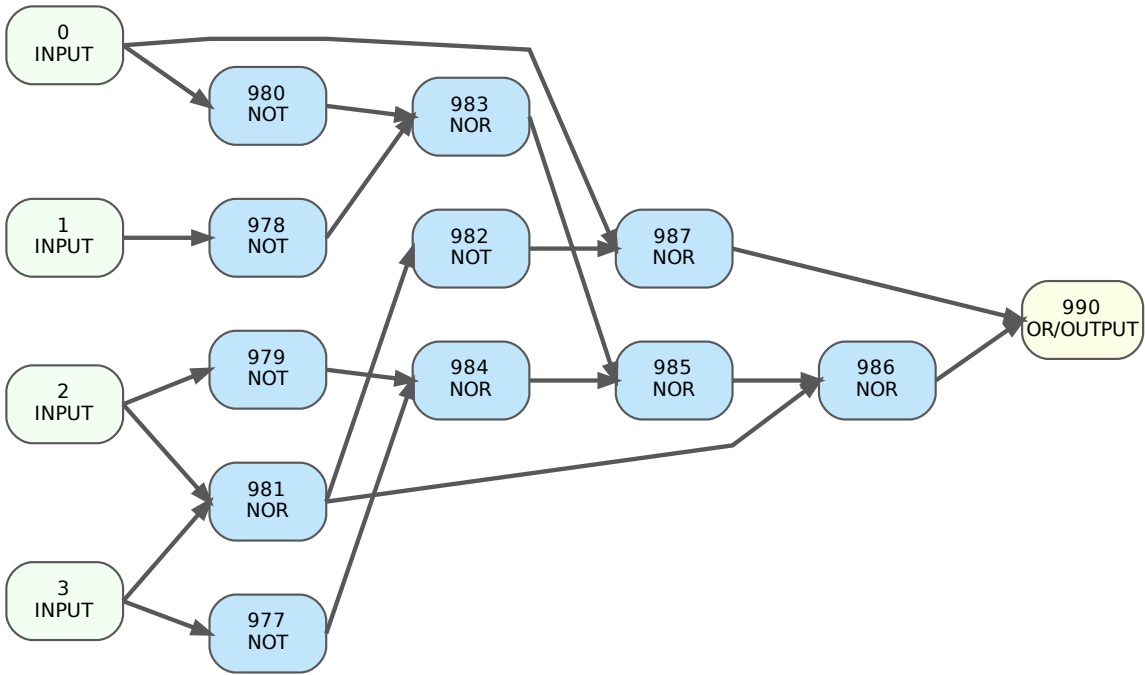 0
INPUT
980
NOT
983
NOR
1
INPUT
978
NOT
982
NOT
987
NOR
990
OR/OUTPUT
979
NOT
984
NOR
985
NOR
986
NOR
2
INPUT
981
NOR
3
INPUT
977
NOT